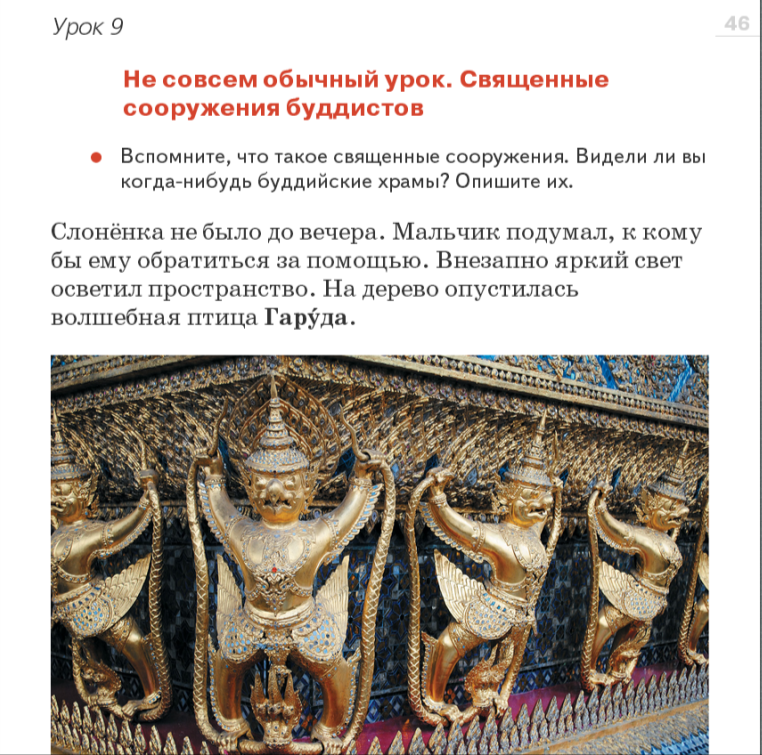 Урок 9
46
Не совсем обычный урок. Священные
сооружения буддистов
• Вспомните, что такое священные сооружения. Видели ли вы
когда-нибудь буддийские храмы? Опишите их.
Слонёнка не было до вечера. Мальчик подумал, к кому
бы ему обратиться за помощью. Внезапно яркий свет
осветил пространство. На дерево опустилась
волшебная птица Гару́да.